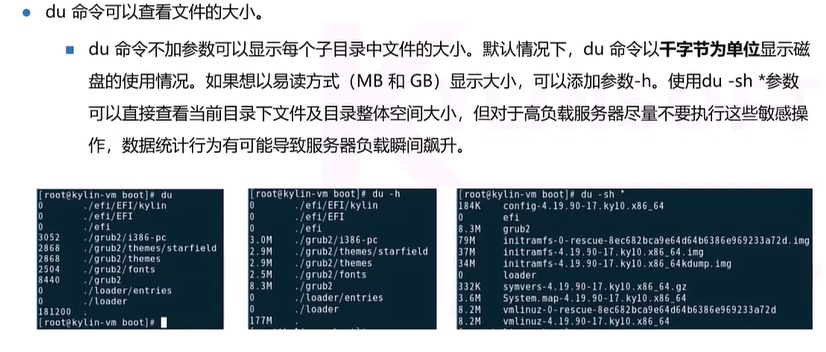 du 命令可以查看文件的大小。
du 命令不加参数可以显示每个子目录中文件的大小。默认情况下，du 命令以千字节为单位显示磁
盘的使用情况。如果想以易读方式（MB 和 GB）显示大小，可以添加参数-h。使用du -sh *参数
可以直接查看当前目录下文件及目录整体空间大小，但对于高负载服务器尽量不要执行这些敏感操
作，数据统计行为有可能导致服务器负载瞬间飙升。
[root@kylin-vm boot]# du
0 ./efi/EFI/kylin
0 ./efi/EFI
0 ./efi
3052 ./grub2/i386-pc
2868 ./grub2/themes/starfield
2868 ./grub2/themes
2504 ./grub2/fonts
8440 ./grub2
0 ./loader/entries
0 ./loader
181200 .
[root@kylin-vm boot]#
[root@kylin-vm boot]# du -h
0 ./efi/EFI/kylin
0 ./efi/EFI
0 ./efi
3.0M ./grub2/i386-pc
2.9M ./grub2/themes/starfield
2.9M ./grub2/themes
2.5M ./grub2/fonts
8.3M ./grub2
0 ./loader/entries
0 ./loader
177M .
[root@kylin-vm boot]# du -sh *
184K config-4.19.90-17.ky10.x86_64
0 efi
8.3M grub2
79M initramfs-0-rescue-8ec682bca9e64d64b6386e969233a72d.img
37M initramfs-4.19.90-17.ky10.x86_64.img
34M initramfs-4.19.90-17.ky10.x86_64kdump.img
0 loader
332K symvers-4.19.90-17.ky10.x86_64.gz
3.6M System.map-4.19.90-17.ky10.x86_64
8.2M vmlinuz-0-rescue-8ec682bca9e64d64b6386e969233a72d
8.2M vmlinuz-4.19.90-17.ky10.x86_64